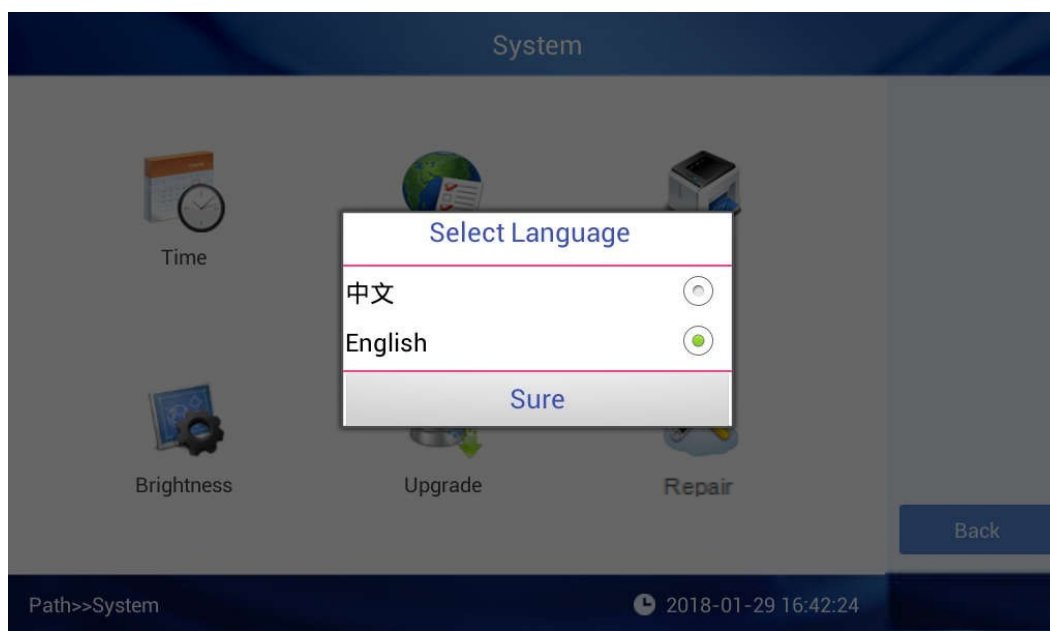 System
Time
Select Language
中文
English
Sure
Brightness
Upgrade
Repair
Back
Path>>System
2018-01-29 16:42:24